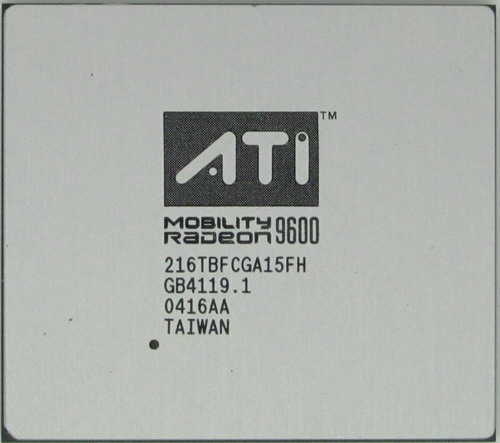 ATI™
MOBILITY
RADEON 9600
216TBFCGA15FH
GB4119.1
0416AA
TAIWAN